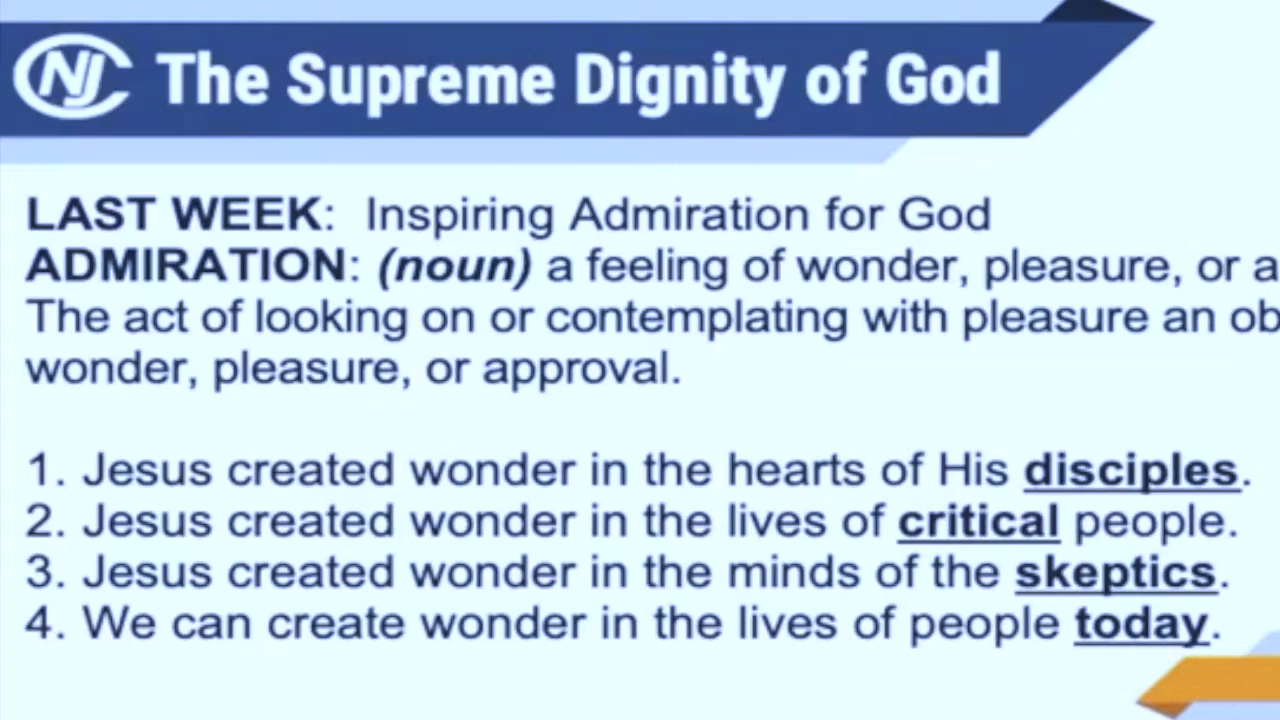 NJC The Supreme Dignity of God
LAST WEEK: Inspiring Admiration for God
ADMIRATION: (noun) a feeling of wonder, pleasure, or a
The act of looking on or contemplating with pleasure an ob
wonder, pleasure, or approval.
1. Jesus created wonder in the hearts of His disciples.
2. Jesus created wonder in the lives of critical people.
3. Jesus created wonder in the minds of the skeptics.
4. We can create wonder in the lives of people today.